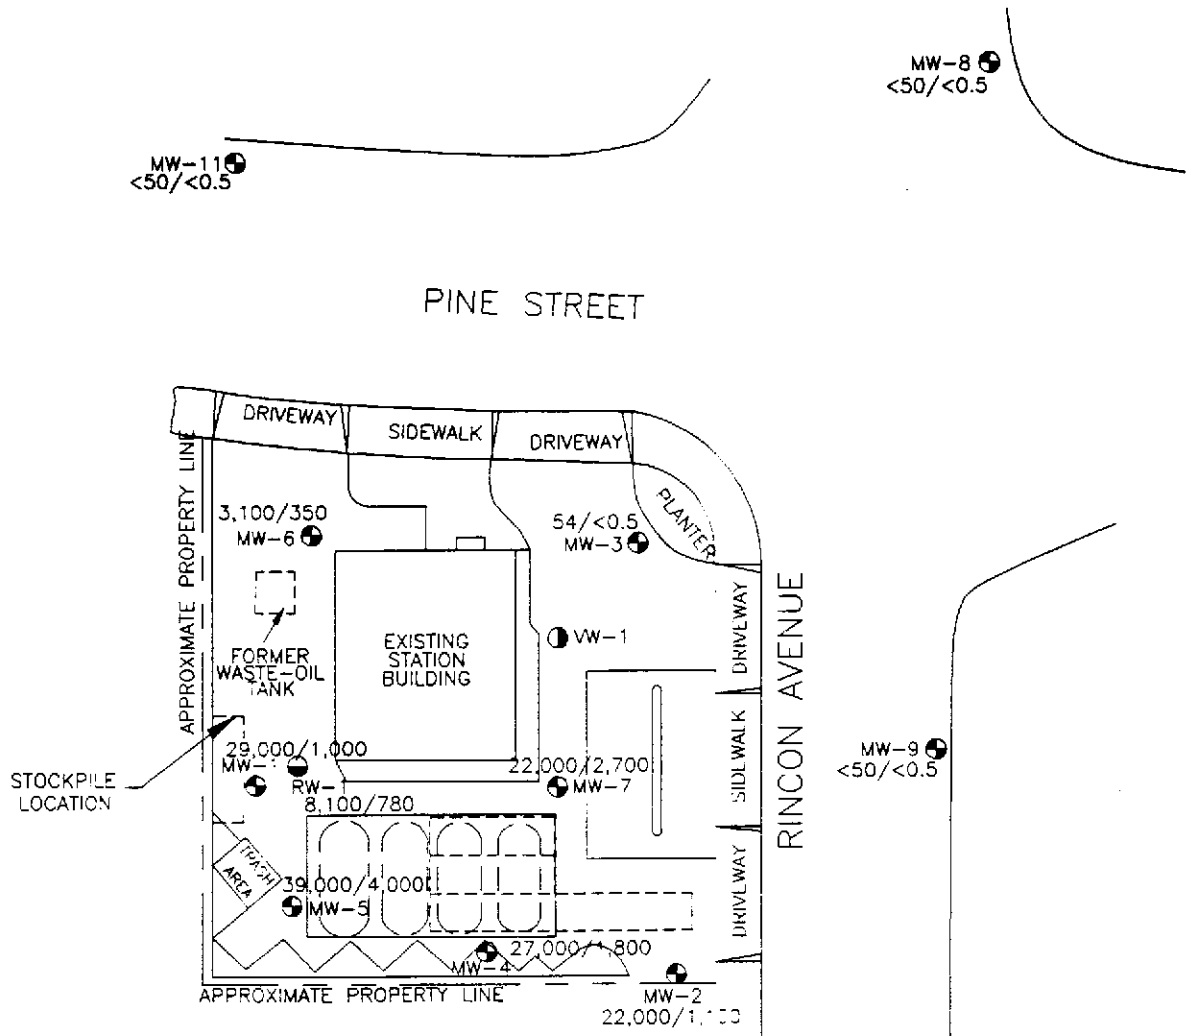 MW-8
<50/<0.5
MW-11
<50/<0.5
PINE STREET
DRIVEWAY
SIDEWALK
DRIVEWAY
PLANTER
APPROXIMATE PROPERTY LINE
3,100/350
MW-6
54/<0.5
MW-3
FORMER
WASTE-OIL
TANK
EXISTING
STATION
BUILDING
VW-1
DRIVEWAY
SIDEWALK
DRIVEWAY
RINCON AVENUE
STOCKPILE
LOCATION
29,000/1,000
MW-1
RW-
8,100/780
22,000/2,700
MW-7
MW-9
<50/<0.5
TRASH
AREA
39,000/4,000
MW-5
27,000/1,800
MW-4
APPROXIMATE PROPERTY LINE
MW-2